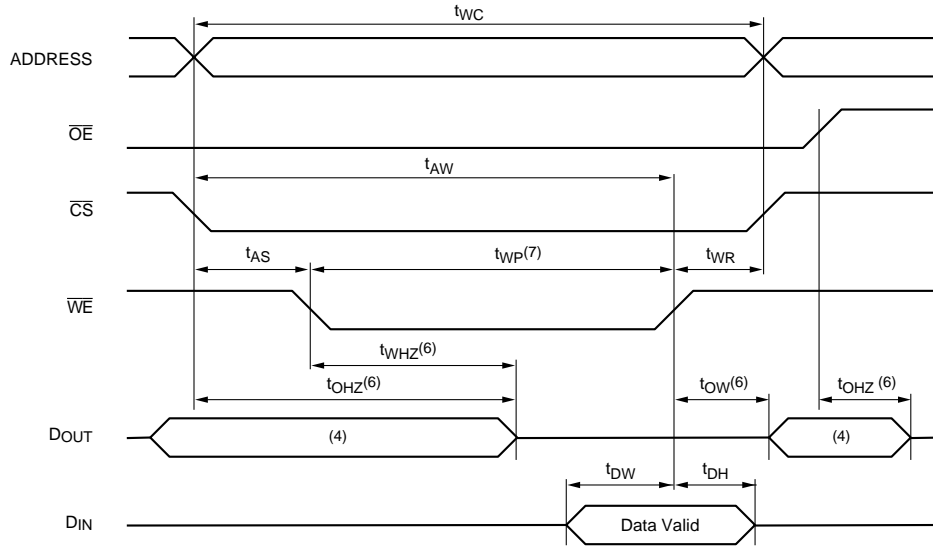 tWC
ADDRESS
OE
tAW
CS
tAS
tWP(7)
tWR
WE
tWHZ(6)
tOHZ(6)
tOW(6)
tOHZ (6)
DOUT
(4)
(4)
tDW
tDH
DIN
Data Valid